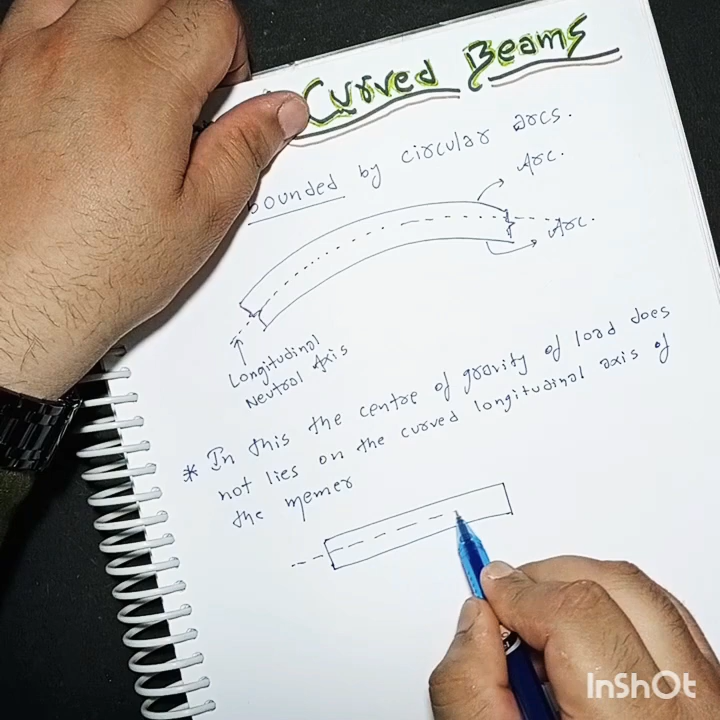 Curved Beams
bounded by circular arcs.
Arc.
Arc.
Longitudinal
Neutral Axis
* In this the centre of gravity of load does
not lies on the curved longitudinal axis of
the memer
InShOt